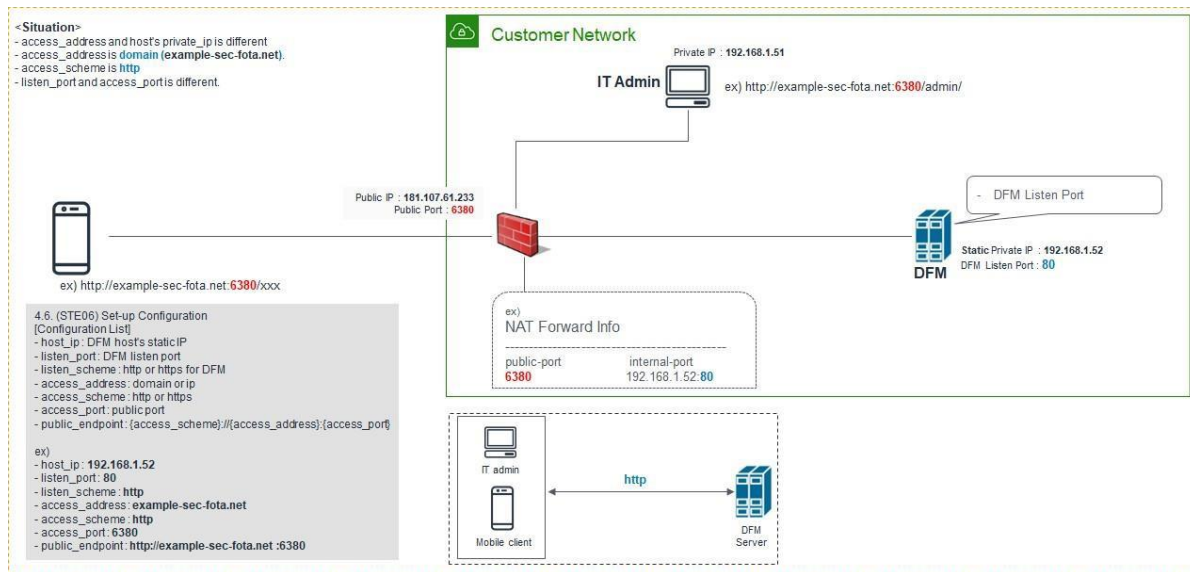 <Situation>
- access_address and host's private_ip is different
- access_address is domain (example-sec-fota.net).
- access_scheme is http
- listen_port and access_port is different.
Customer Network
Private IP : 192.168.1.51
IT Admin
ex) http://example-sec-fota.net:6380/admin/
Public IP : 181.107.61.233
Public Port : 6380
- DFM Listen Port
Static Private IP : 192.168.1.52
DFM Listen Port : 80
DFM
ex) http://example-sec-fota.net:6380/xxx
ex)
NAT Forward Info
public-port internal-port
6380 192.168.1.52:80
4.6. (STE06) Set-up Configuration
[Configuration List]
- host_ip : DFM host's static IP
- listen_port : DFM listen port
- listen_scheme : http or https for DFM
- access_address : domain or ip
- access_scheme : http or https
- access_port : public port
- public_endpoint : {access_scheme}://{access_address}:{access_port}
ex)
- host_ip : 192.168.1.52
- listen_port : 80
- listen_scheme : http
- access_address : example-sec-fota.net
- access_scheme : http
- access_port : 6380
- public_endpoint : http://example-sec-fota.net :6380
IT admin
http
Mobile client
DFM
Server